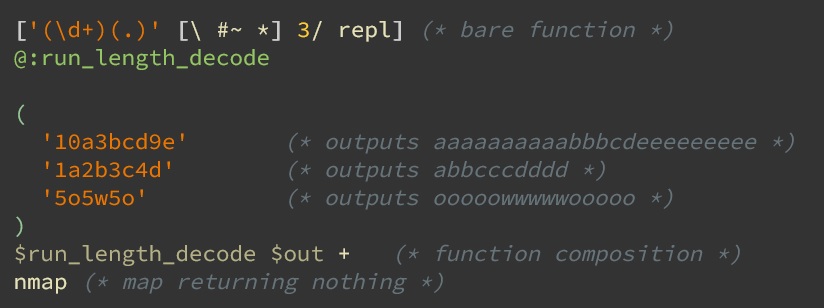 ['(\d+)(.)' [\ #~ *] 3/ repl] (* bare function *)
@:run_length_decode
(
'10a3bcd9e' (* outputs aaaaaaaaaabbbcdeeeeeeeee *)
'1a2b3c4d' (* outputs abbcccdddd *)
'5o5w5o' (* outputs ooooowwwwwooooo *)
)
$run_length_decode $out + (* function composition *)
nmap (* map returning nothing *)